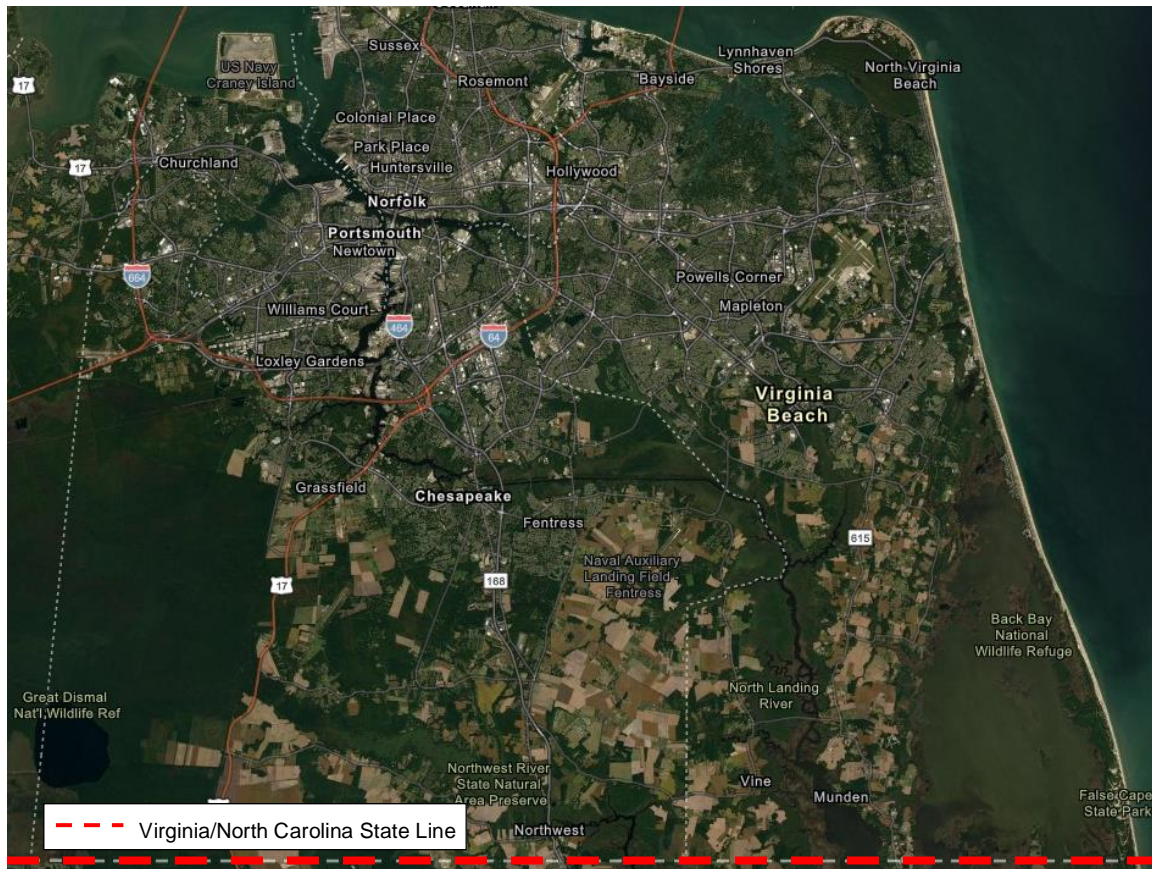 Sussex
Lynnhaven
Shores
US Navy
Craney Island
Rosemont
Bayside
North Virginia
Beach
17
Colonial Place
Park Place
Churchland
17
Huntersville
Hollywood
Norfolk
Portsmouth
Newtown
664
Powells Corner
Williams Court
Mapleton
464
64
Loxley Gardens
Virginia
Beach
Grassfield
Chesapeake
Fentress
615
Naval Auxiliary
Landing Field -
Fentress
17
168
Back Bay
National
Wildlife Refuge
Great Dismal
Nat'l Wildlife Ref
North Landing
River
Northwest River
State Natural
Area Preserve
Vine
Munden
False Cape
State Park
Virginia/North Carolina State Line
Northwest